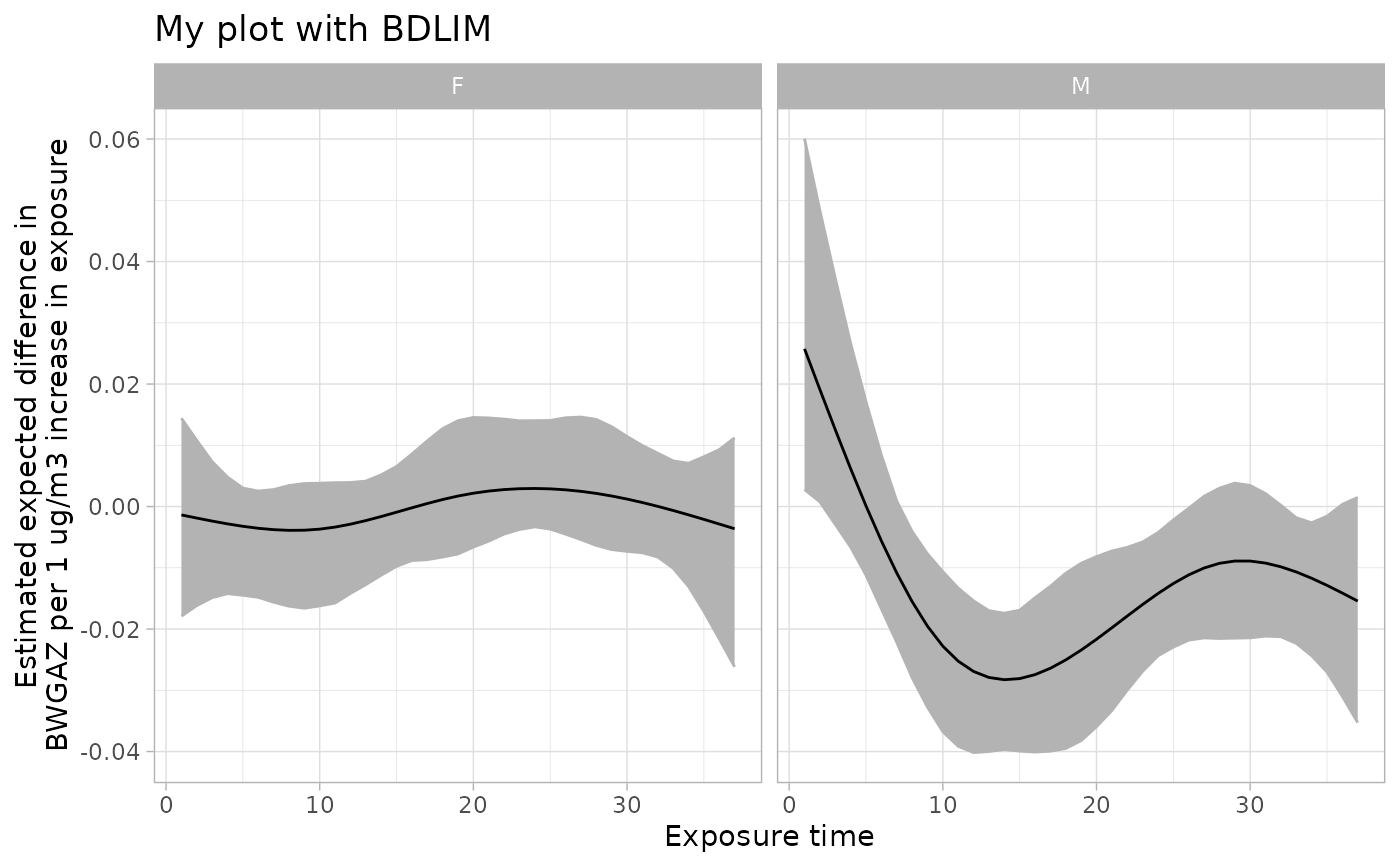 My plot with BDLIM
F
M
Estimated expected difference in
BWGAZ per 1 ug/m3 increase in exposure
0.06
0.04
0.02
0.00
-0.02
-0.04
0
10
20
30
0
10
20
30
Exposure time